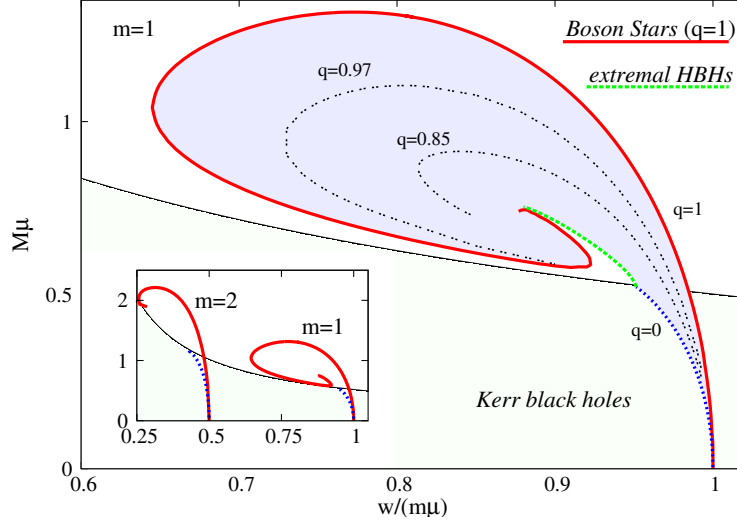 m=1
Boson Stars (q=1)
extremal HBHs
q=0.97
q=0.85
q=1
q=0
Kerr black holes
Mμ
1
0.5
0
0.6
0.7
0.8
0.9
1
w/(mμ)
m=2
m=1
2
1
0
0.25
0.5
0.75
1